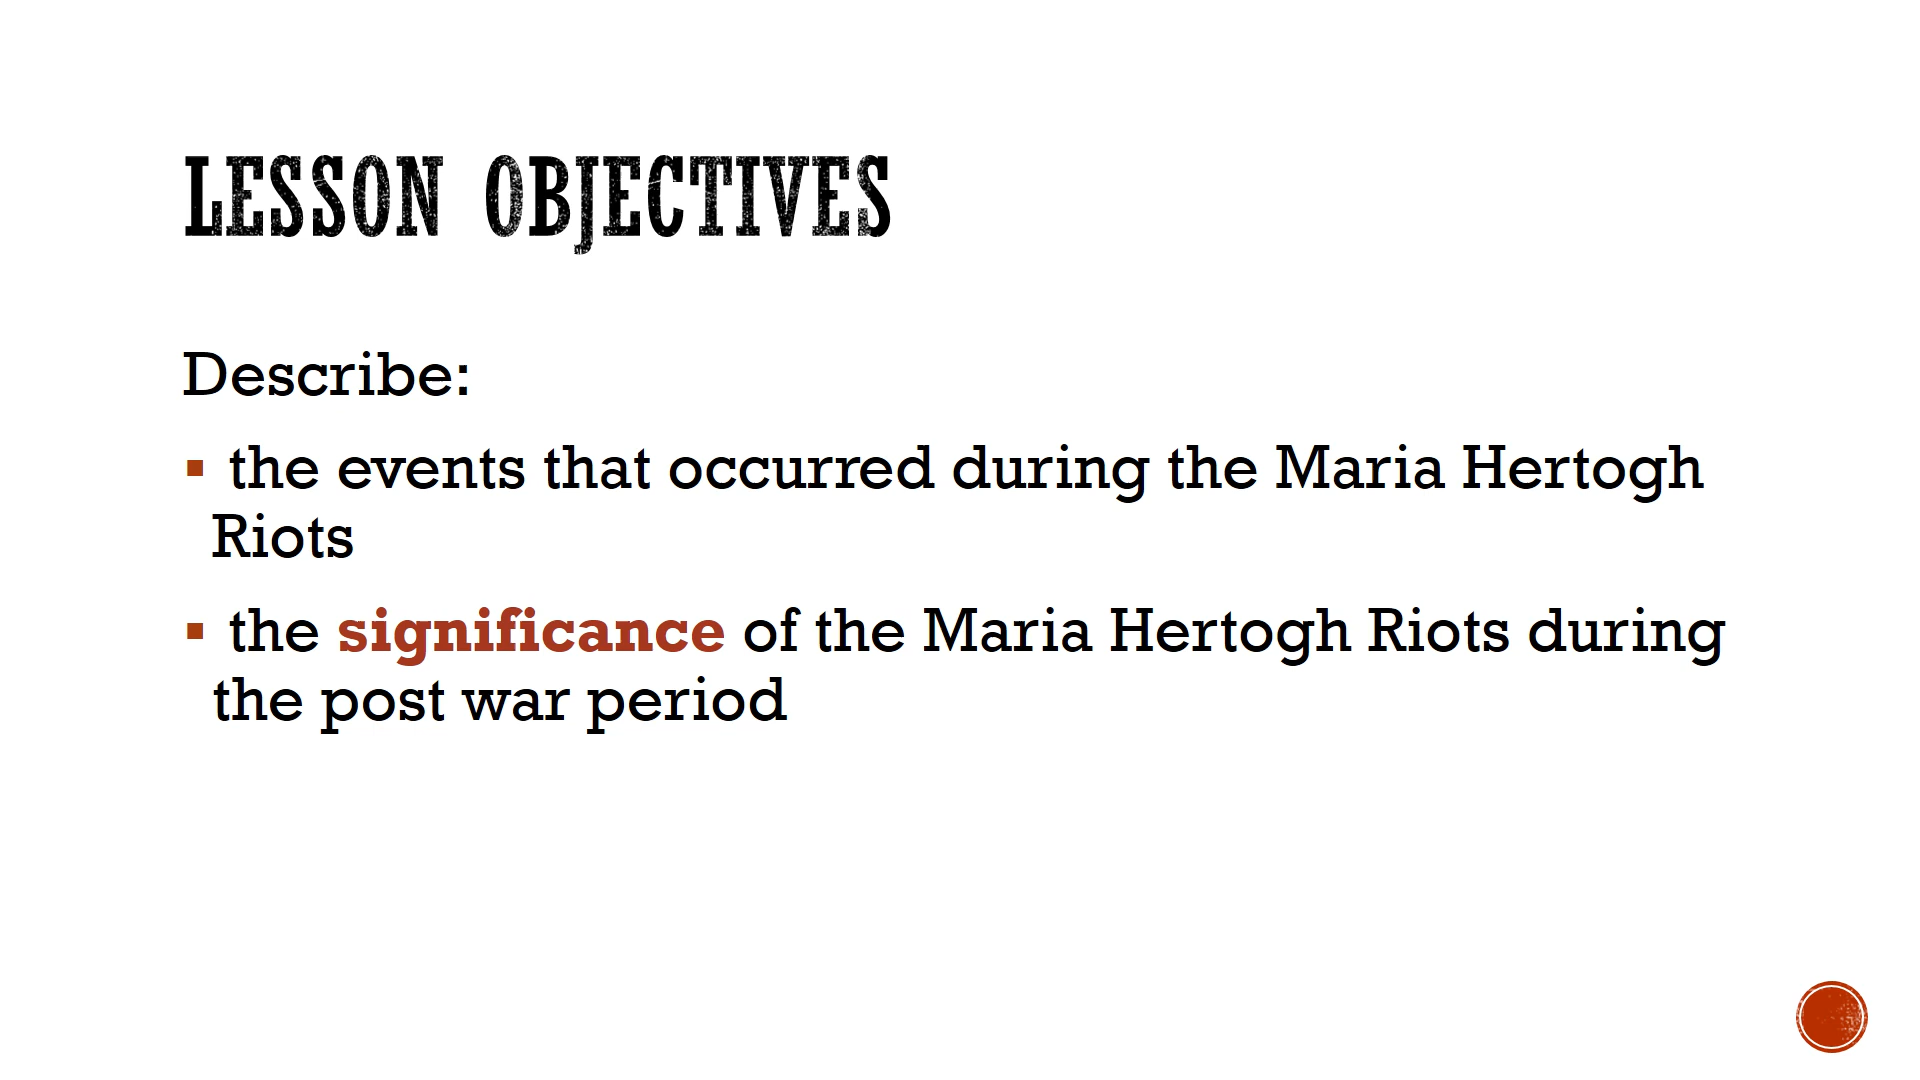 LESSON OBJECTIVES
Describe:
▪ the events that occurred during the Maria Hertogh
Riots
▪ the significance of the Maria Hertogh Riots during
the post war period